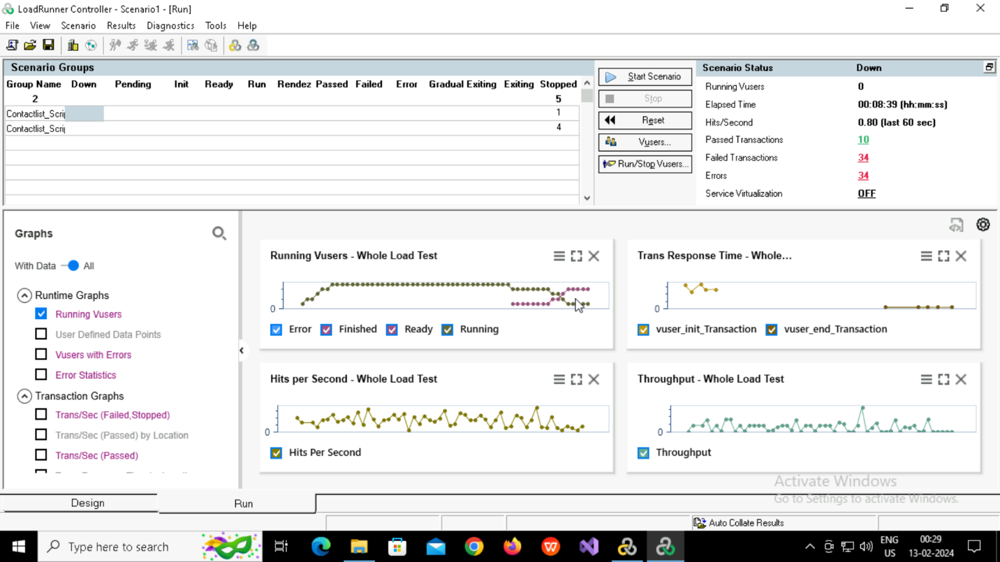 LoadRunner Controller - Scenario1 - [Run]
File View Scenario Results Diagnostics Tools Help
Scenario Groups
Group Name Down Pending Init Ready Run Rendez Passed Failed Error Gradual Exiting Exiting Stopped
2 5
Contactlist_Scrip 1
Contactlist_Scrip 4
Start Scenario
Stop
Reset
Vusers...
Run/Stop Vusers...
Scenario Status Down
Running Vusers 0
Elapsed Time 00:08:39 (hh:mm:ss)
Hits/Second 0.80 (last 60 sec)
Passed Transactions 10
Failed Transactions 34
Errors 34
Service Virtualization OFF
Graphs
With Data All
Runtime Graphs
Running Vusers
User Defined Data Points
Vusers with Errors
Error Statistics
Transaction Graphs
Trans/Sec (Failed,Stopped)
Trans/Sec (Passed) by Location
Trans/Sec (Passed)
Running Vusers - Whole Load Test
0
Error Finished Ready Running
Trans Response Time - Whole...
0
vuser_init_Transaction vuser_end_Transaction
Hits per Second - Whole Load Test
0
Hits Per Second
Throughput - Whole Load Test
0
Throughput
Activate Windows
Go to Settings to activate Windows.
Design Run
Auto Collate Results
Type here to search
ENG
US
00:29
13-02-2024